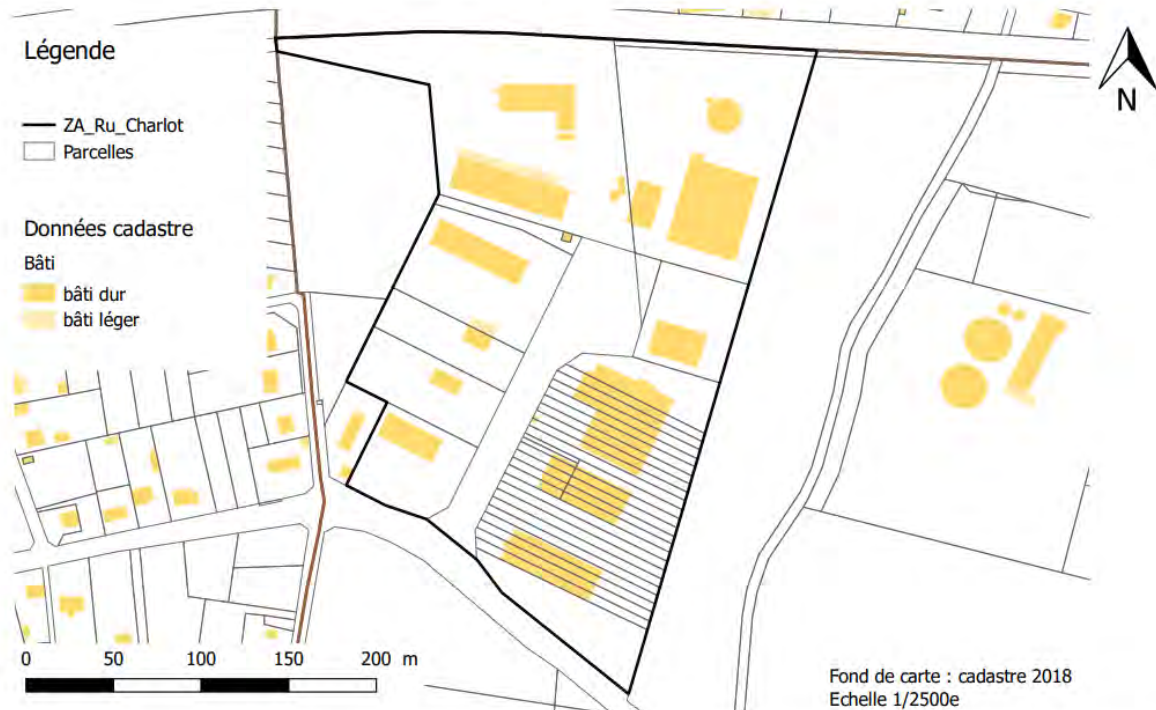 Légende
ZA_Ru_Charlot
Parcelles
Données cadastre
Bâti
bâti dur
bâti léger
N
0 50 100 150 200 m
Fond de carte : cadastre 2018
Echelle 1/2500e